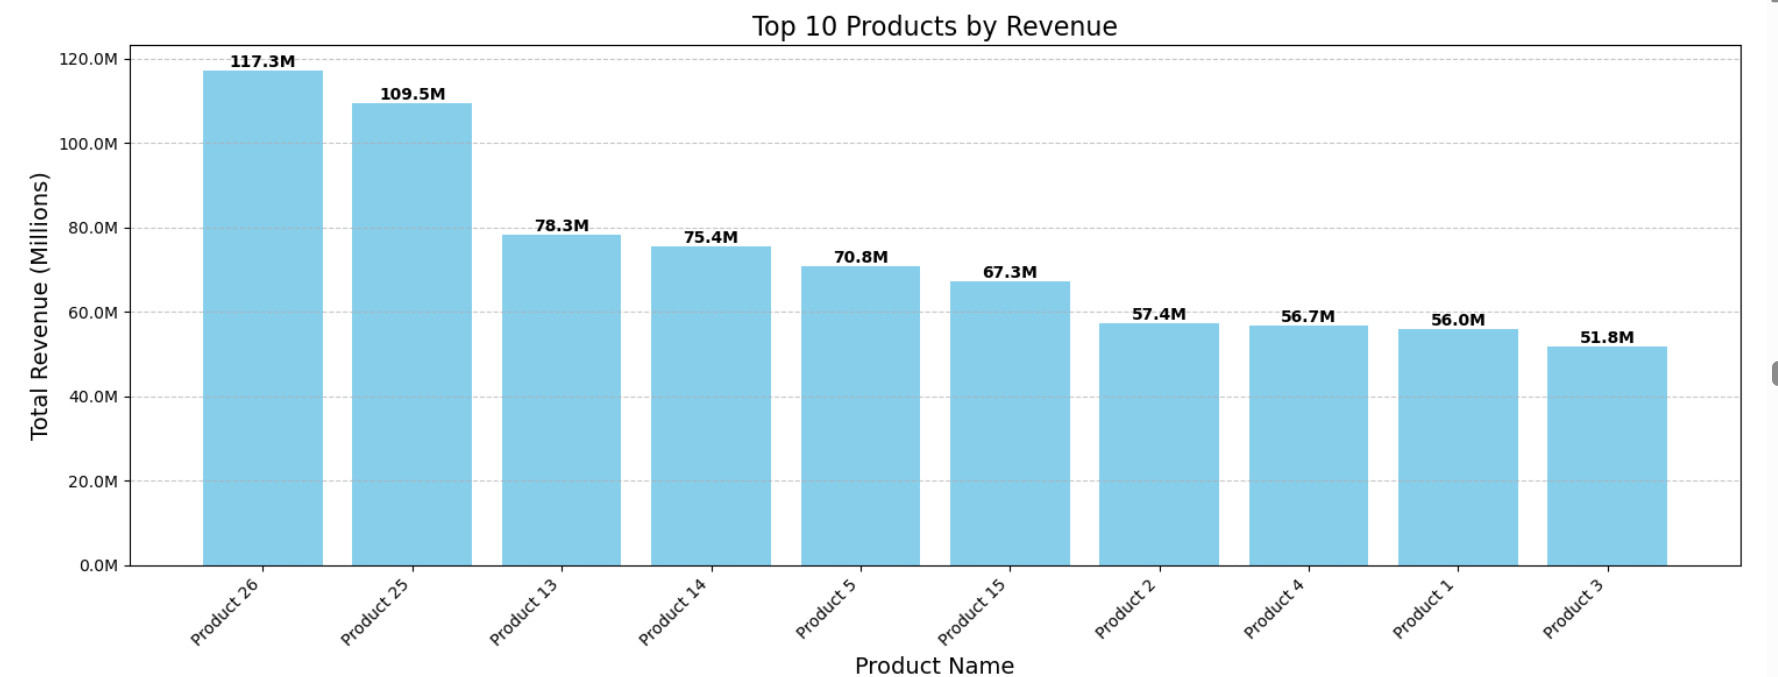 Top 10 Products by Revenue
Total Revenue (Millions)
120.0M
100.0M
80.0M
60.0M
40.0M
20.0M
0.0M
117.3M
109.5M
78.3M
75.4M
70.8M
67.3M
57.4M
56.7M
56.0M
51.8M
Product 26
Product 25
Product 13
Product 14
Product 5
Product 15
Product 2
Product 4
Product 1
Product 3
Product Name